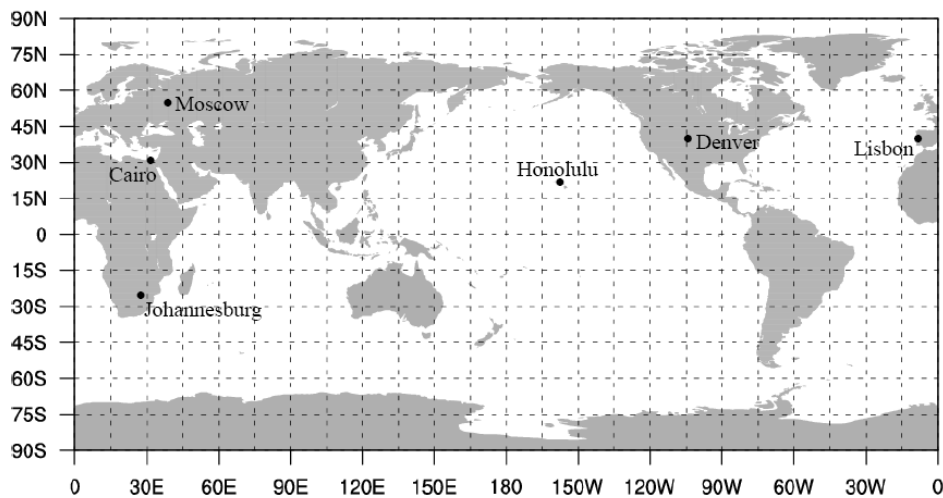 90N
75N
60N
Moscow
45N
Denver
Lisbon
30N
Cairo
Honolulu
15N
0
15S
30S
Johannesburg
45S
60S
75S
90S
0 30E 60E 90E 120E 150E 180 150W 120W 90W 60W 0